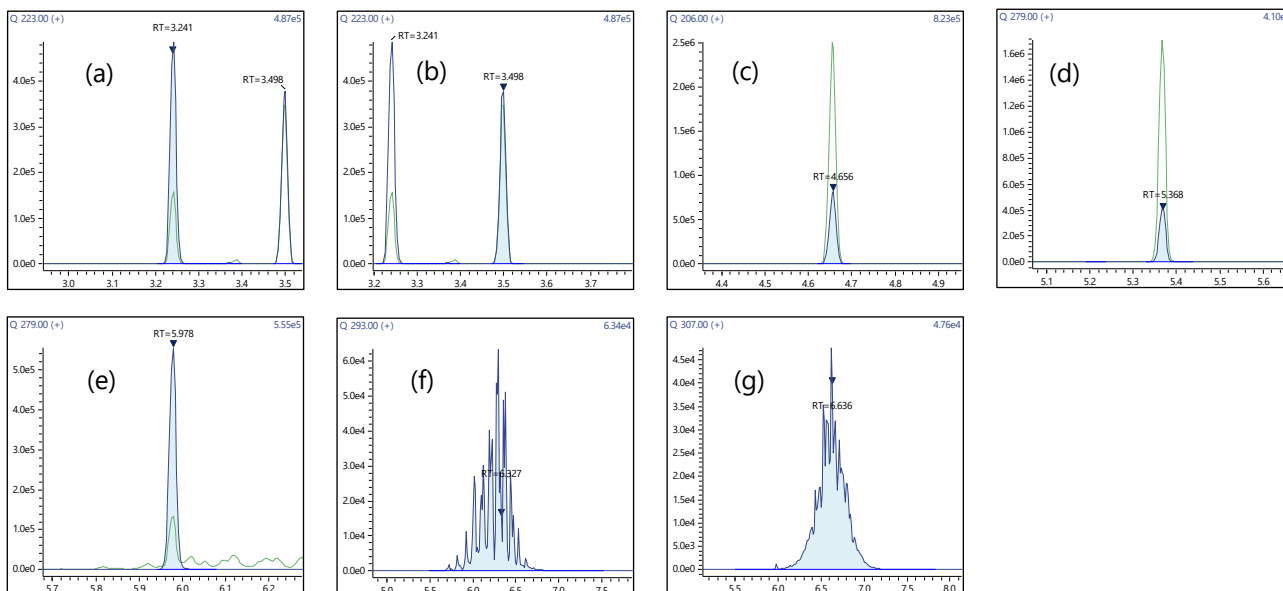 Q 223.00 (+) 4.87e5
RT=3.241
(a)
RT=3.498
4.0e5
3.0e5
2.0e5
1.0e5
0.0e0
3.0 3.1 3.2 3.3 3.4 3.5
Q 223.00 (+) 4.87e5
RT=3.241
(b)
RT=3.498
4.0e5
3.0e5
2.0e5
1.0e5
0.0e0
3.2 3.3 3.4 3.5 3.6 3.7
Q 206.00 (+) 8.23e5
2.5e6
(c)
2.0e6
1.5e6
1.0e6
RT=4.656
5.0e5
0.0e0
4.4 4.5 4.6 4.7 4.8 4.9
Q 279.00 (+) 4.10e
1.6e6
(d)
1.4e6
1.2e6
1.0e6
8.0e5
6.0e5
RT=5.368
4.0e5
2.0e5
0.0e0
5.1 5.2 5.3 5.4 5.5 5.6
Q 279.00 (+) 5.55e5
RT=5.978
5.0e5
(e)
4.0e5
3.0e5
2.0e5
1.0e5
0.0e0
5.7 5.8 5.9 6.0 6.1 6.2
Q 293.00 (+) 6.34e4
6.0e4
(f)
5.0e4
4.0e4
3.0e4
RT=6.327
2.0e4
1.0e4
0.0e0
5.0 5.5 6.0 6.5 7.0 7.5
Q 307.00 (+) 4.76e4
4.5e4
(g)
4.0e4
3.5e4
RT=6.636
3.0e4
2.5e4
2.0e4
1.5e4
1.0e4
5.0e3
0.0e0
5.5 6.0 6.5 7.0 7.5 8.0